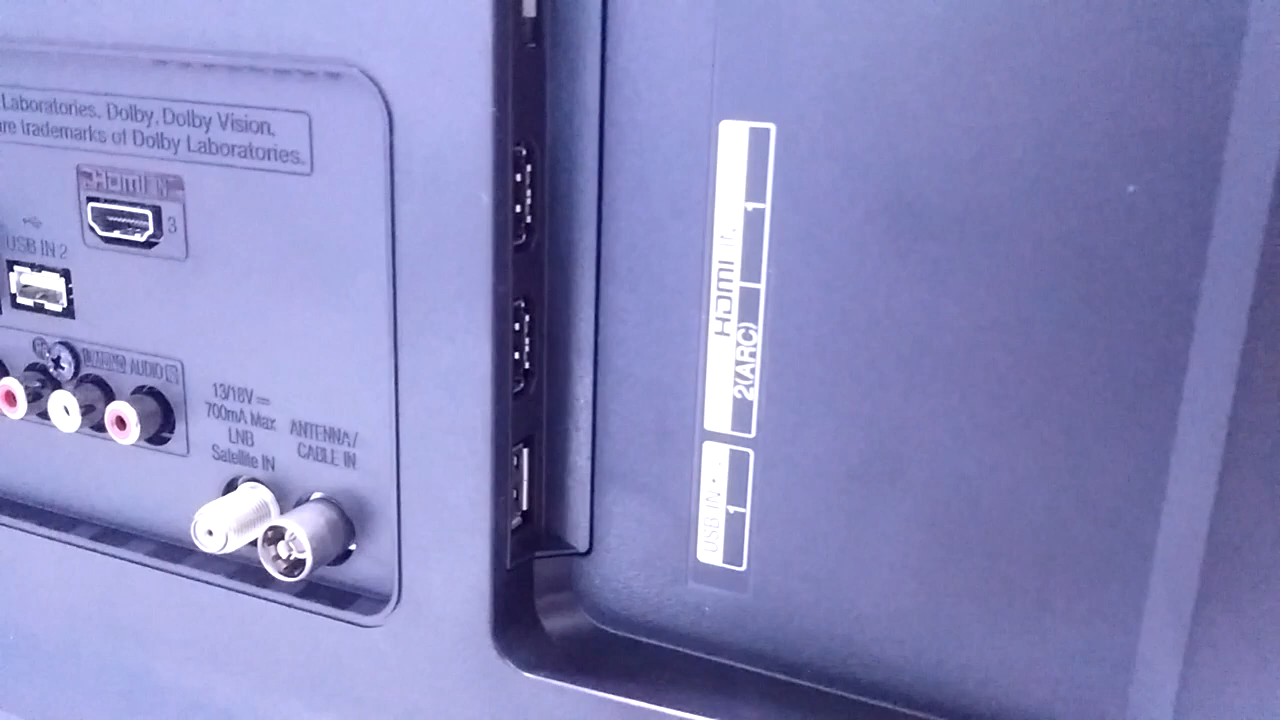 Laboratories. Dolby, Dolby Vision,
are trademarks of Dolby Laboratories.
HDMI IN
3
USB IN 2
AUDIO
13/18V
700mA Max
LNB
Satellite IN
ANTENNA/
CABLE IN
HDMI IN
1
2(ARC)
USB IN
1